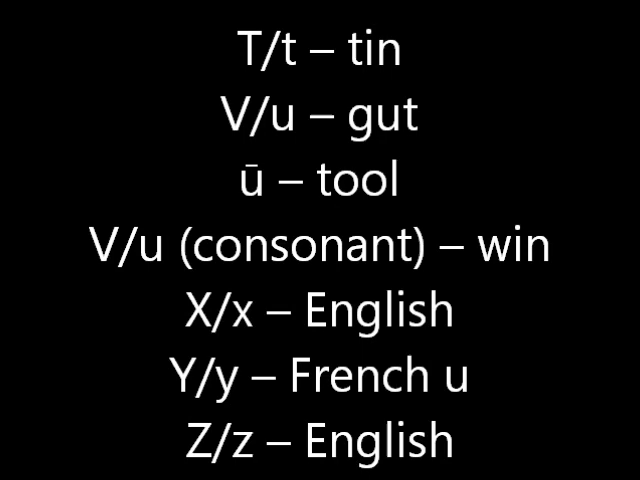 T/t – tin
V/u – gut
ū – tool
V/u (consonant) – win
X/x – English
Y/y – French u
Z/z – English